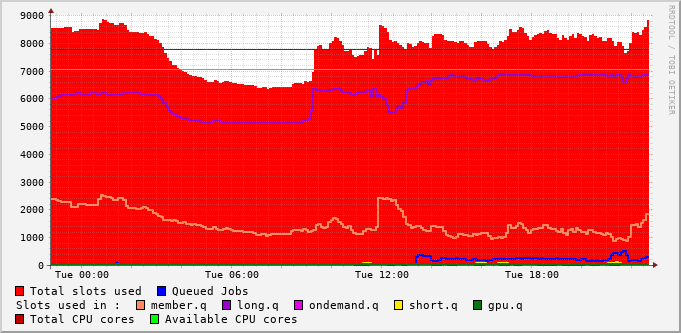 9000
8000
7000
6000
5000
4000
3000
2000
1000
0
Tue 00:00 Tue 06:00 Tue 12:00 Tue 18:00
RRDTOOL / TOBI OETIKER
Total slots used Queued Jobs
Slots used in : member.q long.q ondemand.q short.q gpu.q
Total CPU cores Available CPU cores